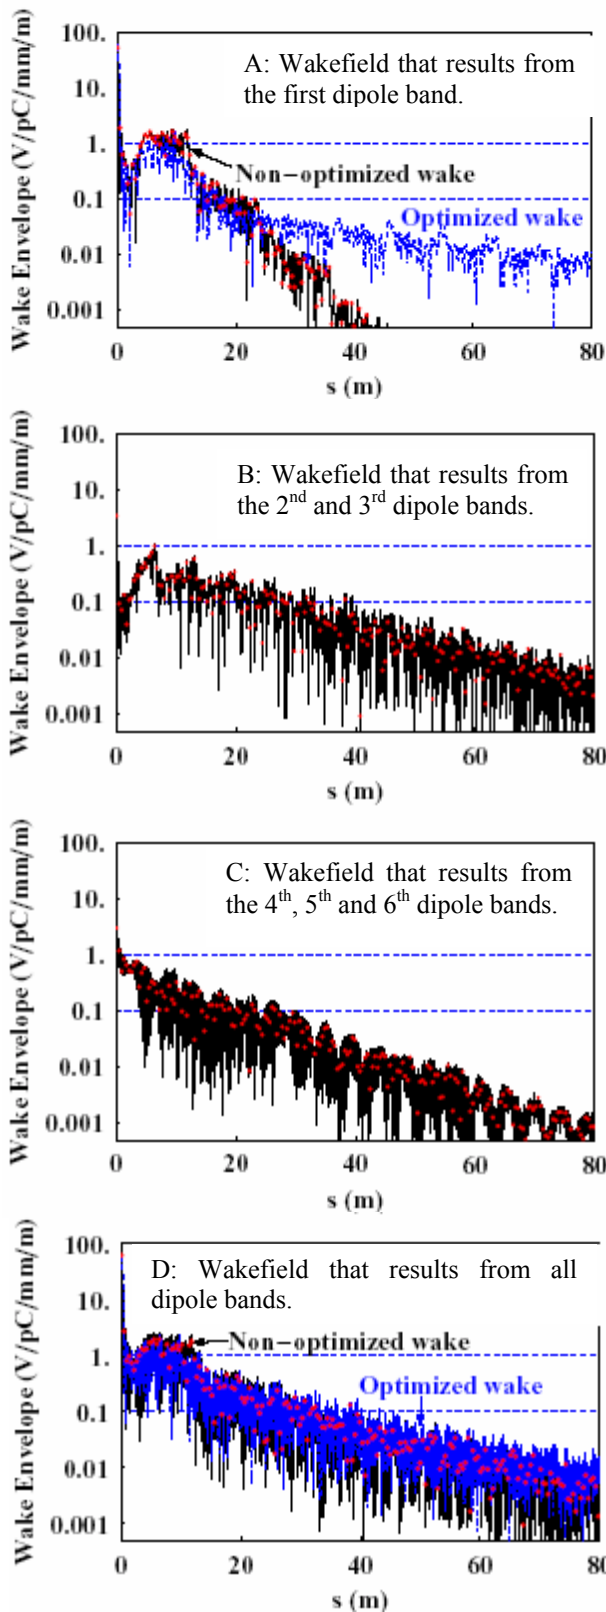 Wake Envelope (V/pC/mm/m)
100.
10.
1.
0.1
0.01
0.001
A: Wakefield that results from
the first dipole band.
Non-optimized wake
Optimized wake
0 20 40 60 80
s (m)
Wake Envelope (V/pC/mm/m)
100.
10.
1.
0.1
0.01
0.001
B: Wakefield that results from
the 2nd and 3rd dipole bands.
0 20 40 60 80
s (m)
Wake Envelope (V/pC/mm/m)
100.
10.
1.
0.1
0.01
0.001
C: Wakefield that results from
the 4th, 5th and 6th dipole bands.
0 20 40 60 80
s (m)
Wake Envelope (V/pC/mm/m)
100.
10.
1.
0.1
0.01
0.001
D: Wakefield that results from all
dipole bands.
Non-optimized wake
Optimized wake
0 20 40 60 80
s (m)